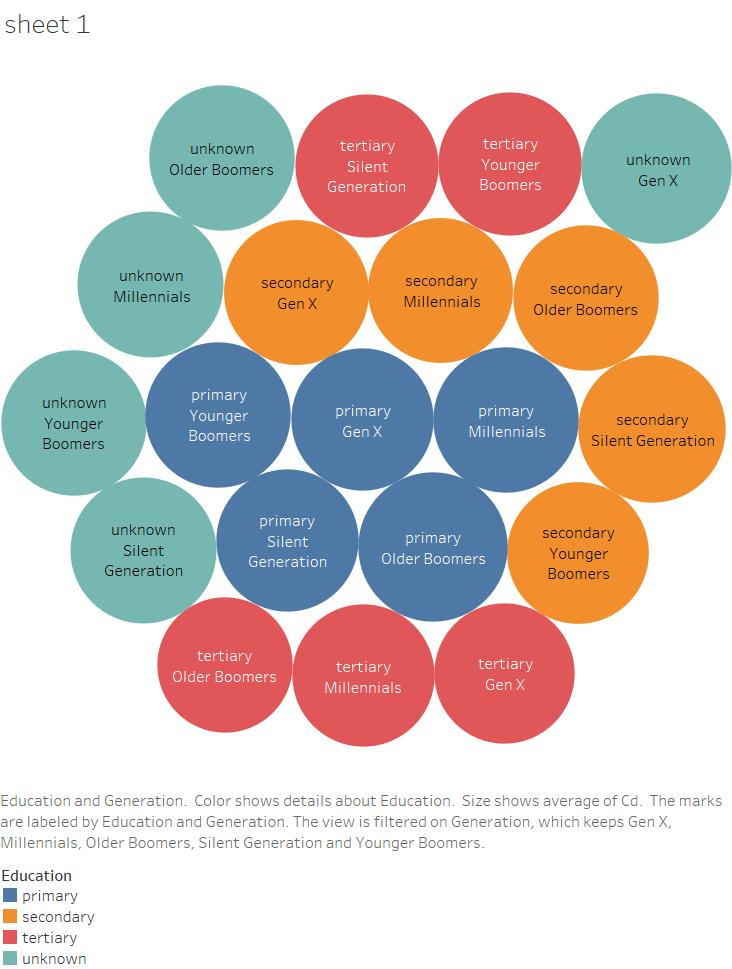 sheet 1
unknown
Older Boomers
tertiary
Silent
Generation
tertiary
Younger
Boomers
unknown
Gen X
unknown
Millennials
secondary
Gen X
secondary
Millennials
secondary
Older Boomers
unknown
Younger
Boomers
primary
Younger
Boomers
primary
Gen X
primary
Millennials
secondary
Silent Generation
unknown
Silent
Generation
primary
Silent
Generation
primary
Older Boomers
secondary
Younger
Boomers
tertiary
Older Boomers
tertiary
Millennials
tertiary
Gen X
Education and Generation.  Color shows details about Education.  Size shows average of Cd.  The marks
are labeled by Education and Generation. The view is filtered on Generation, which keeps Gen X,
Millennials, Older Boomers, Silent Generation and Younger Boomers.
Education
primary
secondary
tertiary
unknown